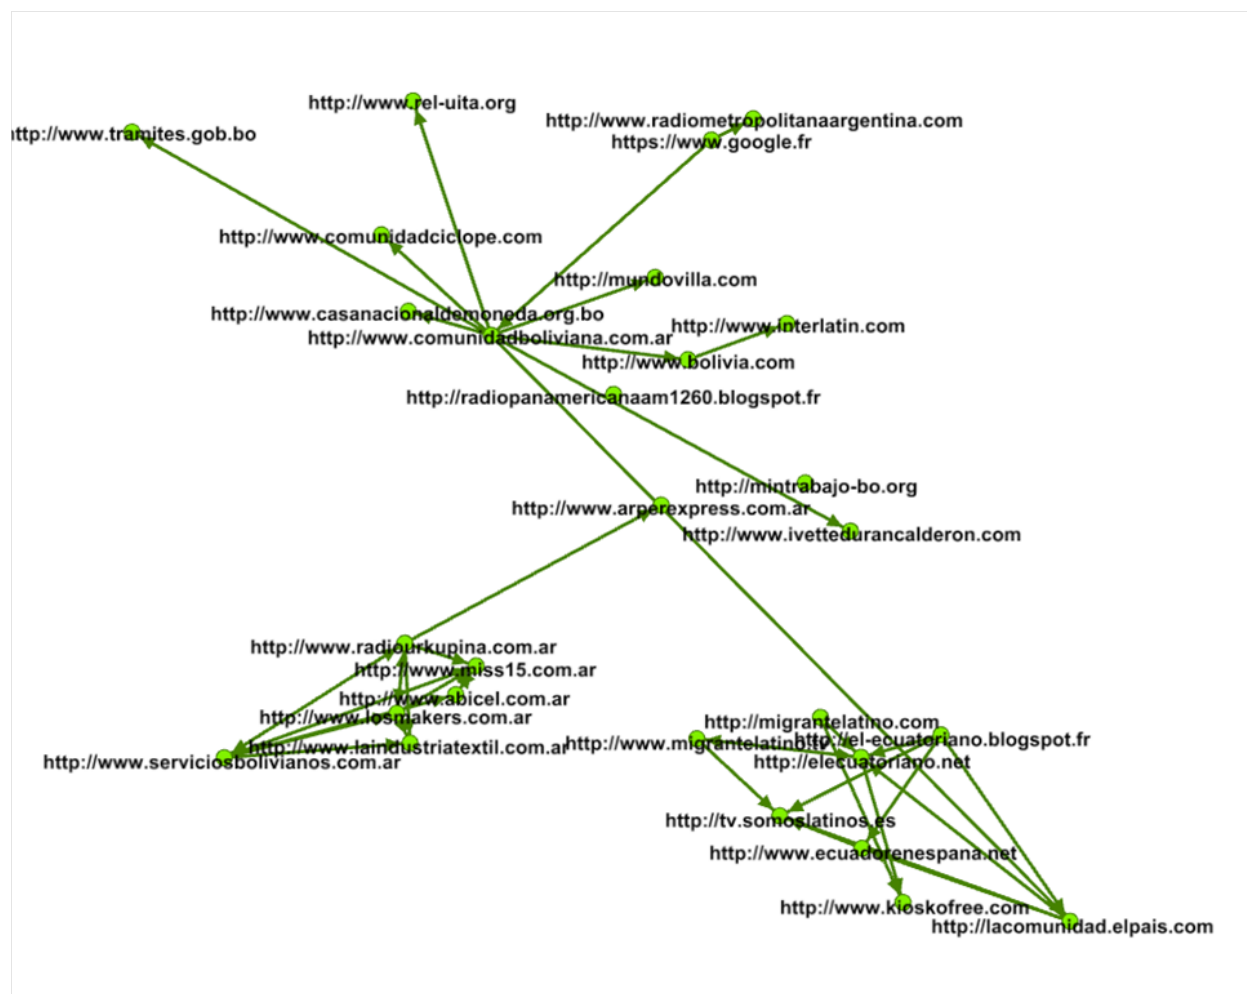 http://www.rel-uita.org
http://www.radiometropolitanaargentina.com
ttp://www.tramites.gob.bo
https://www.google.fr
http://www.comunidadciclope.com
http://mundovilla.com
http://www.casanacionaldemoneda.org.bo
http://www.interlatin.com
http://www.comunidadboliviana.com.ar
http://www.bolivia.com
http://radiopanamericanaam1260.blogspot.fr
http://mintrabajo-bo.org
http://www.arperexpress.com.ar
http://www.ivettedurancalderon.com
http://www.radiourkupina.com.ar
http://www.miss15.com.ar
http://www.abicel.com.ar
http://www.losmakers.com.ar
http://migrantelatino.com
http://el-ecuatoriano.blogspot.fr
http://www.migrantelatino.tv
http://www.laindustriatextil.com.ar
http://www.serviciosbolivianos.com.ar
http://elecuatoriano.net
http://tv.somoslatinos.es
http://www.ecuadorenespana.net
http://www.kioskofree.com
http://lacomunidad.elpais.com